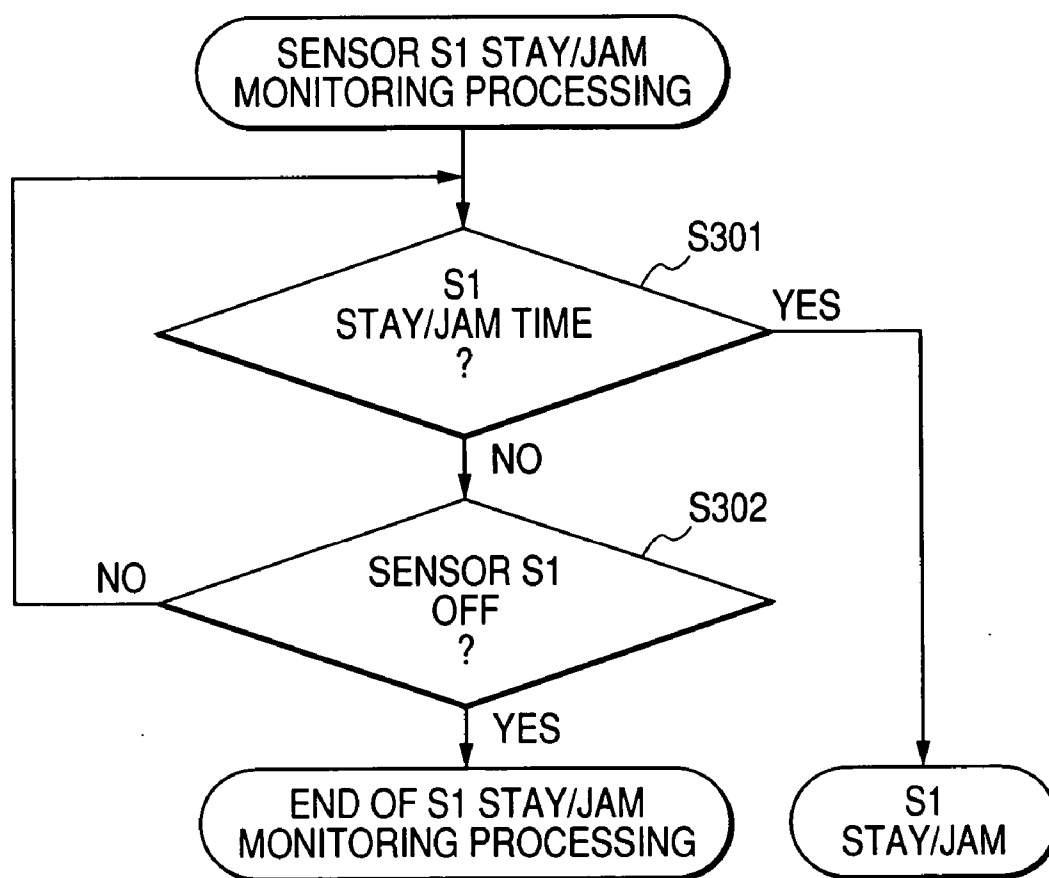 SENSOR S1 STAY/JAM
MONITORING PROCESSING
S301
S1
STAY/JAM TIME
?
YES
NO
S302
SENSOR S1
OFF
?
NO
YES
END OF S1 STAY/JAM
MONITORING PROCESSING
S1
STAY/JAM